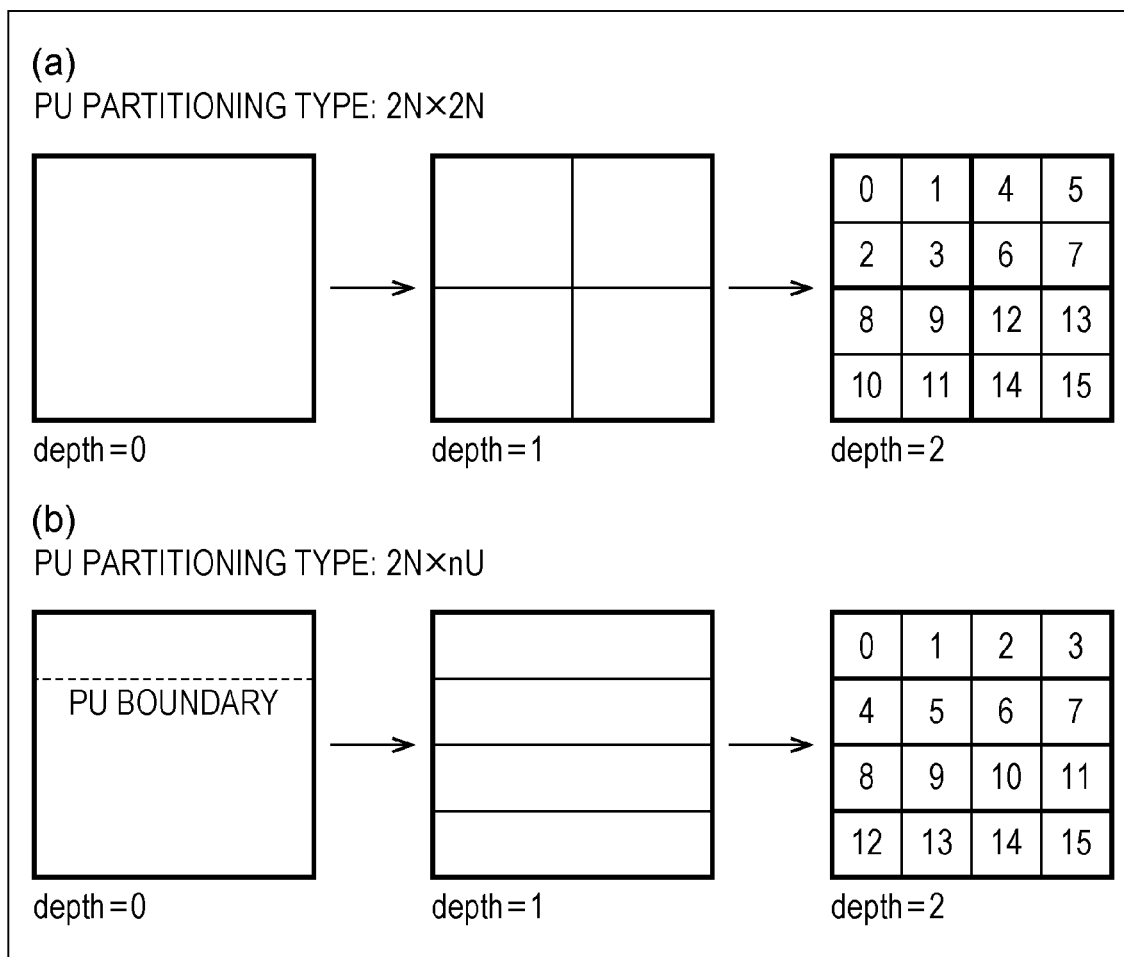 (a)
PU PARTITIONING TYPE: 2N×2N
0 1 4 5
2 3 6 7
8 9 12 13
10 11 14 15
depth=0 depth=1 depth=2
(b)
PU PARTITIONING TYPE: 2N×nU
PU BOUNDARY
0 1 2 3
4 5 6 7
8 9 10 11
12 13 14 15
depth=0 depth=1 depth=2